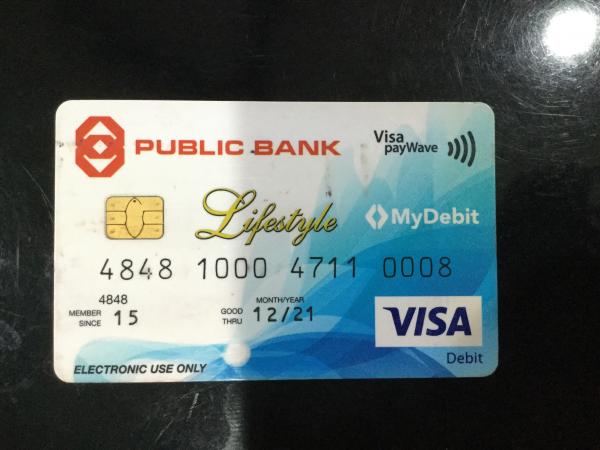 PUBLIC BANK
Visa
payWave
Lifestyle
MyDebit
4848 1000 4711 0008
4848
MEMBER
SINCE 15
MONTH/YEAR
GOOD
THRU 12/21
VISA
Debit
ELECTRONIC USE ONLY